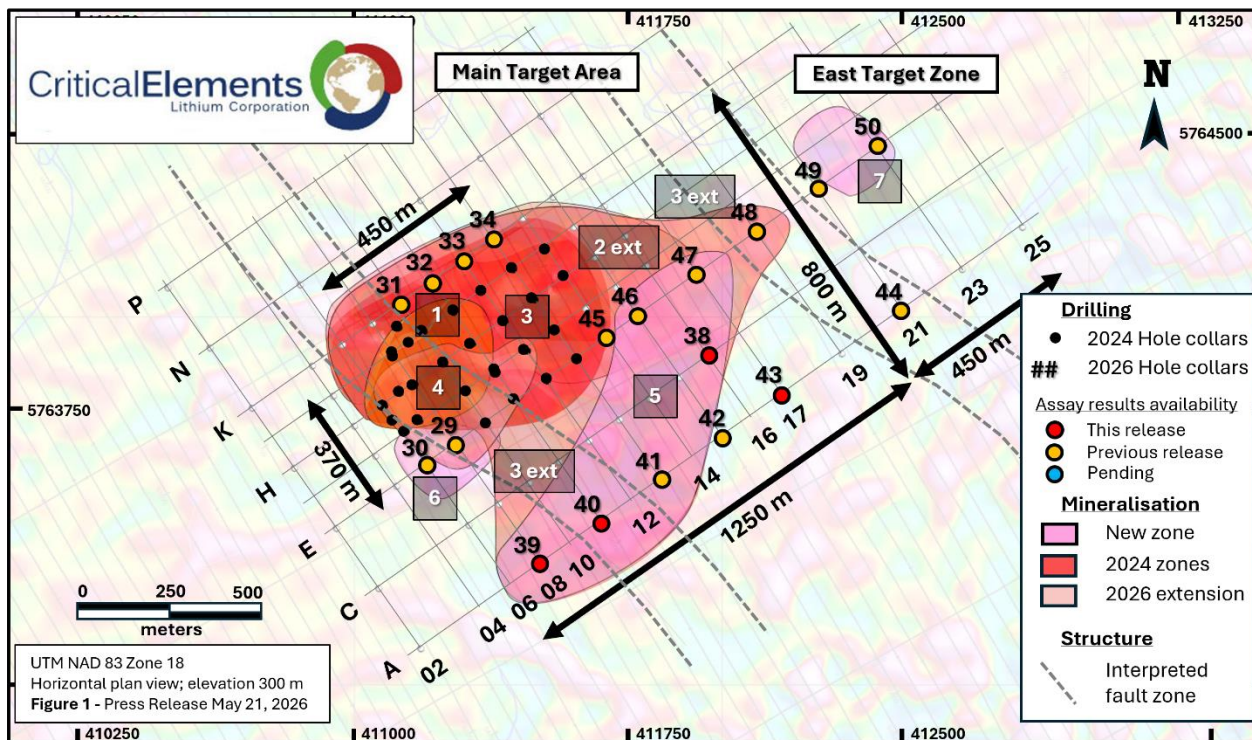 410250
411000
411750
412500
413250
CriticalElements
Lithium Corporation
Main Target Area
East Target Zone
N
5764500
50
49
7
3 ext
48
450 m
34
33
32
31
2 ext
47
46
45
1
3
800 m
25
23
44
21
P
N
K
H
E
C
A
450 m
38
43
19
4
5
5763750
17
16
42
14
370 m
29
30
6
3 ext
41
12
1250 m
40
39
10
08
06
04
02
0 250 500
meters
UTM NAD 83 Zone 18
Horizontal plan view; elevation 300 m
Figure 1 - Press Release May 21, 2026
Drilling
2024 Hole collars
## 2026 Hole collars
Assay results availability
This release
Previous release
Pending
Mineralisation
New zone
2024 zones
2026 extension
Structure
Interpreted
fault zone
410250
411000
411750
412500